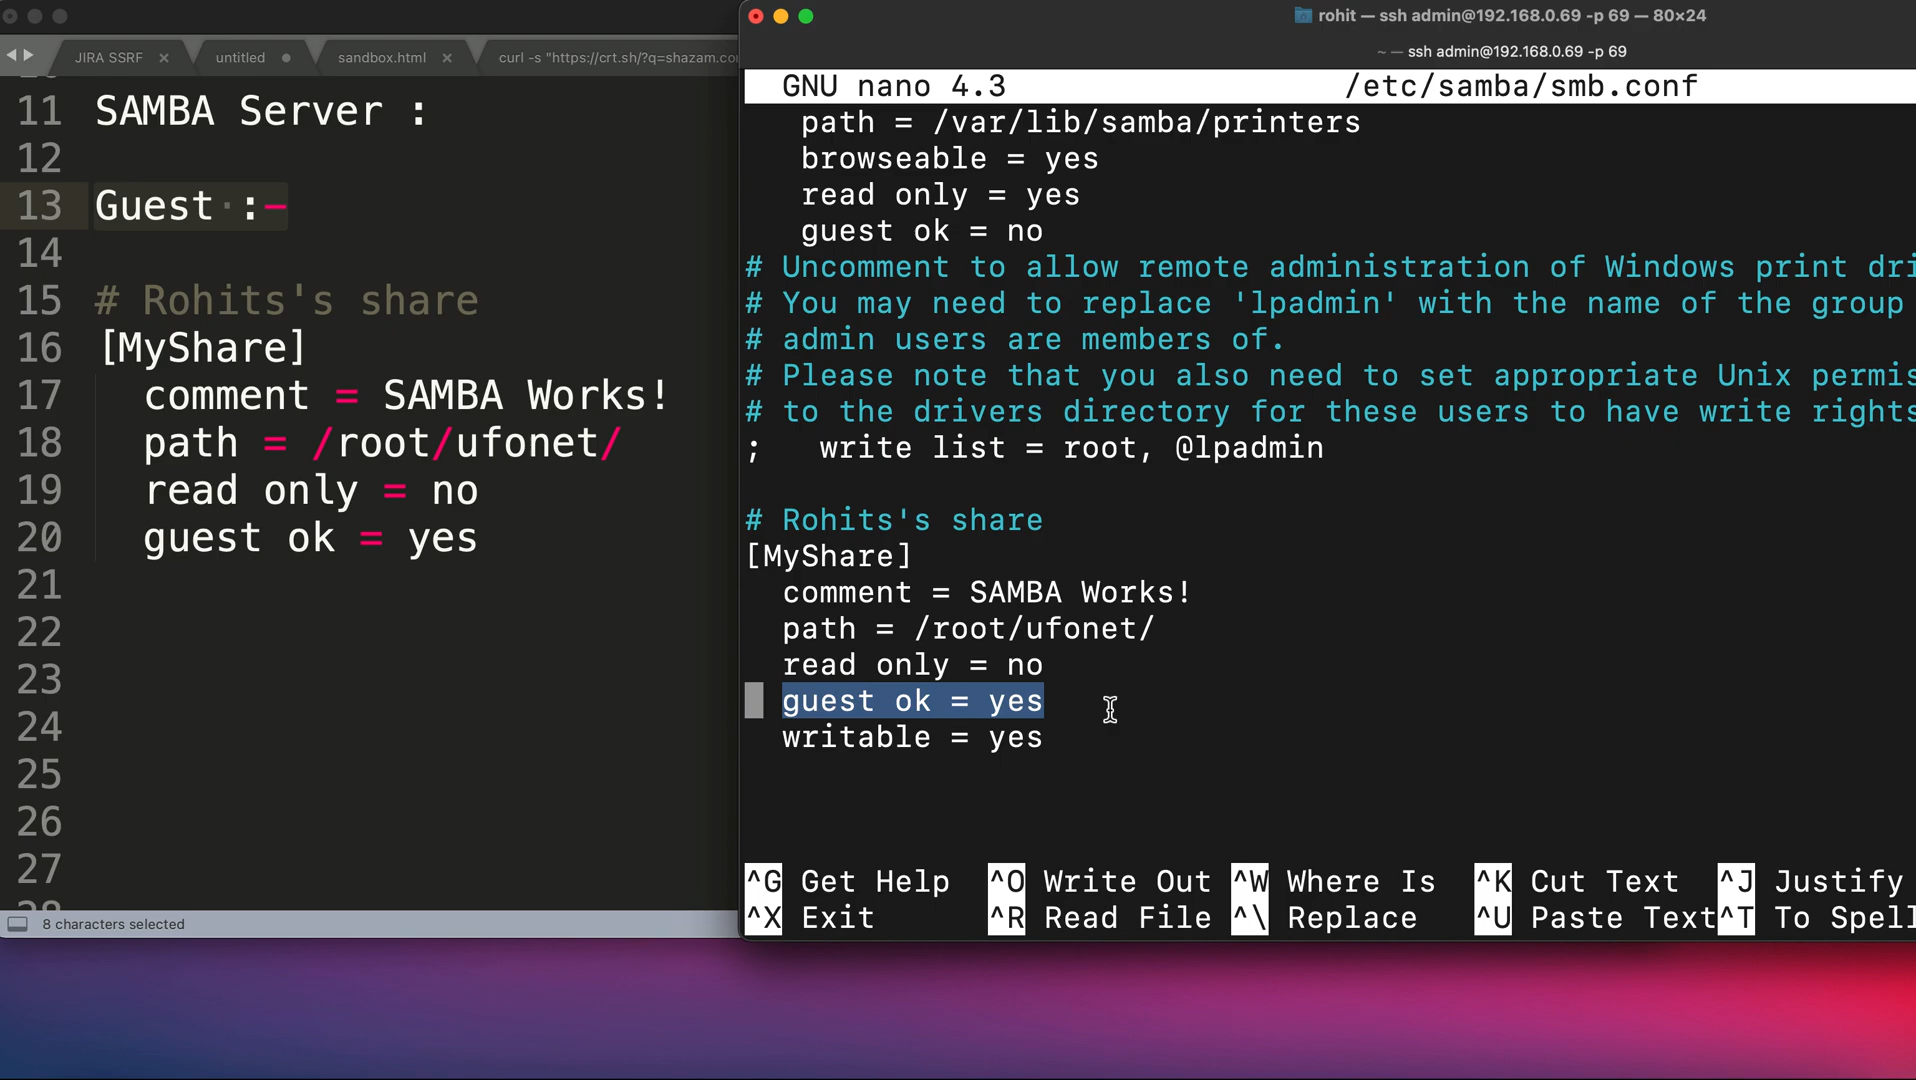 JIRA SSRF
untitled
sandbox.html
curl -s "https://crt.sh/?q=shazam.co
11 SAMBA Server :
12
13 Guest :-
14
15 # Rohits's share
16 [MyShare]
17 comment = SAMBA Works!
18 path = /root/ufonet/
19 read only = no
20 guest ok = yes
21
22
23
24
25
26
27
28
8 characters selected
rohit — ssh admin@192.168.0.69 -p 69 — 80×24
~ — ssh admin@192.168.0.69 -p 69
GNU nano 4.3 /etc/samba/smb.conf
path = /var/lib/samba/printers
browseable = yes
read only = yes
guest ok = no
# Uncomment to allow remote administration of Windows print dri
# You may need to replace 'lpadmin' with the name of the group
# admin users are members of.
# Please note that you also need to set appropriate Unix permis
# to the drivers directory for these users to have write rights
; write list = root, @lpadmin
# Rohits's share
[MyShare]
comment = SAMBA Works!
path = /root/ufonet/
read only = no
guest ok = yes
writable = yes
^G Get Help ^O Write Out ^W Where Is ^K Cut Text ^J Justify
^X Exit ^R Read File ^\ Replace ^U Paste Text ^T To Spell